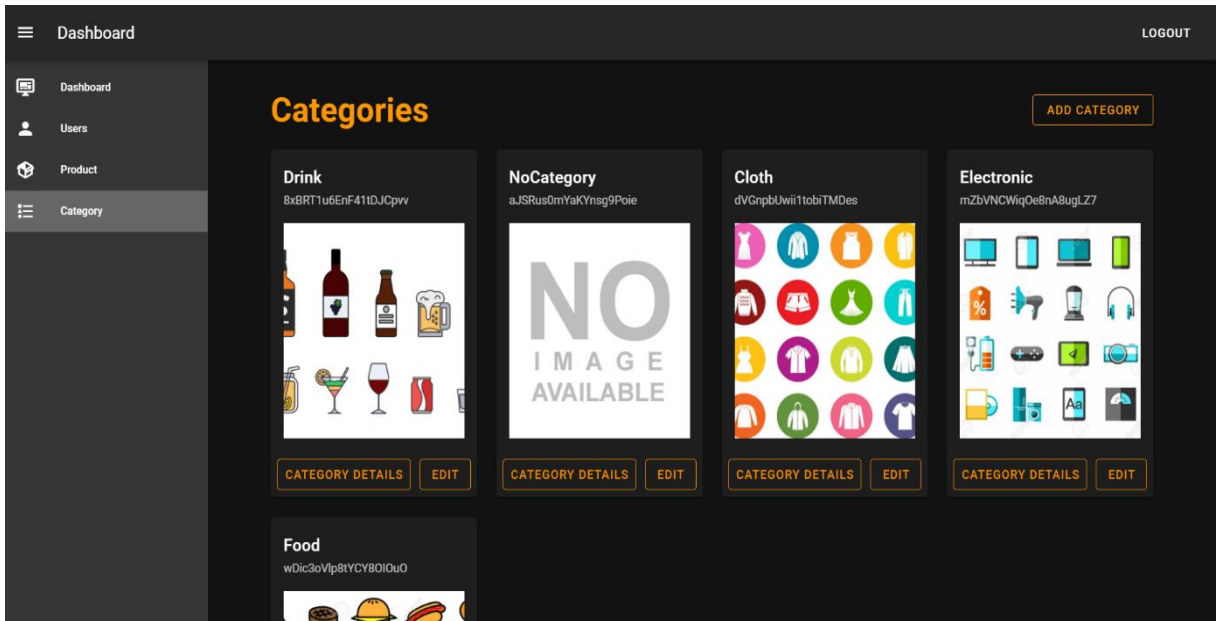 Dashboard
LOGOUT
Dashboard
Users
Product
Category
Categories
ADD CATEGORY
Drink
8xBRT1u6EnF41tDJCpvv
CATEGORY DETAILS
EDIT
NoCategory
aJSRus0mYaKYnsg9Poie
NO
IMAGE
AVAILABLE
CATEGORY DETAILS
EDIT
Cloth
dVGnpbUwii1tobiTMDes
CATEGORY DETAILS
EDIT
Electronic
mZbVNCWiqOe8nA8ugLZ7
%
Aa
CATEGORY DETAILS
EDIT
Food
wDic3oVlp8tYCY8OIOuO